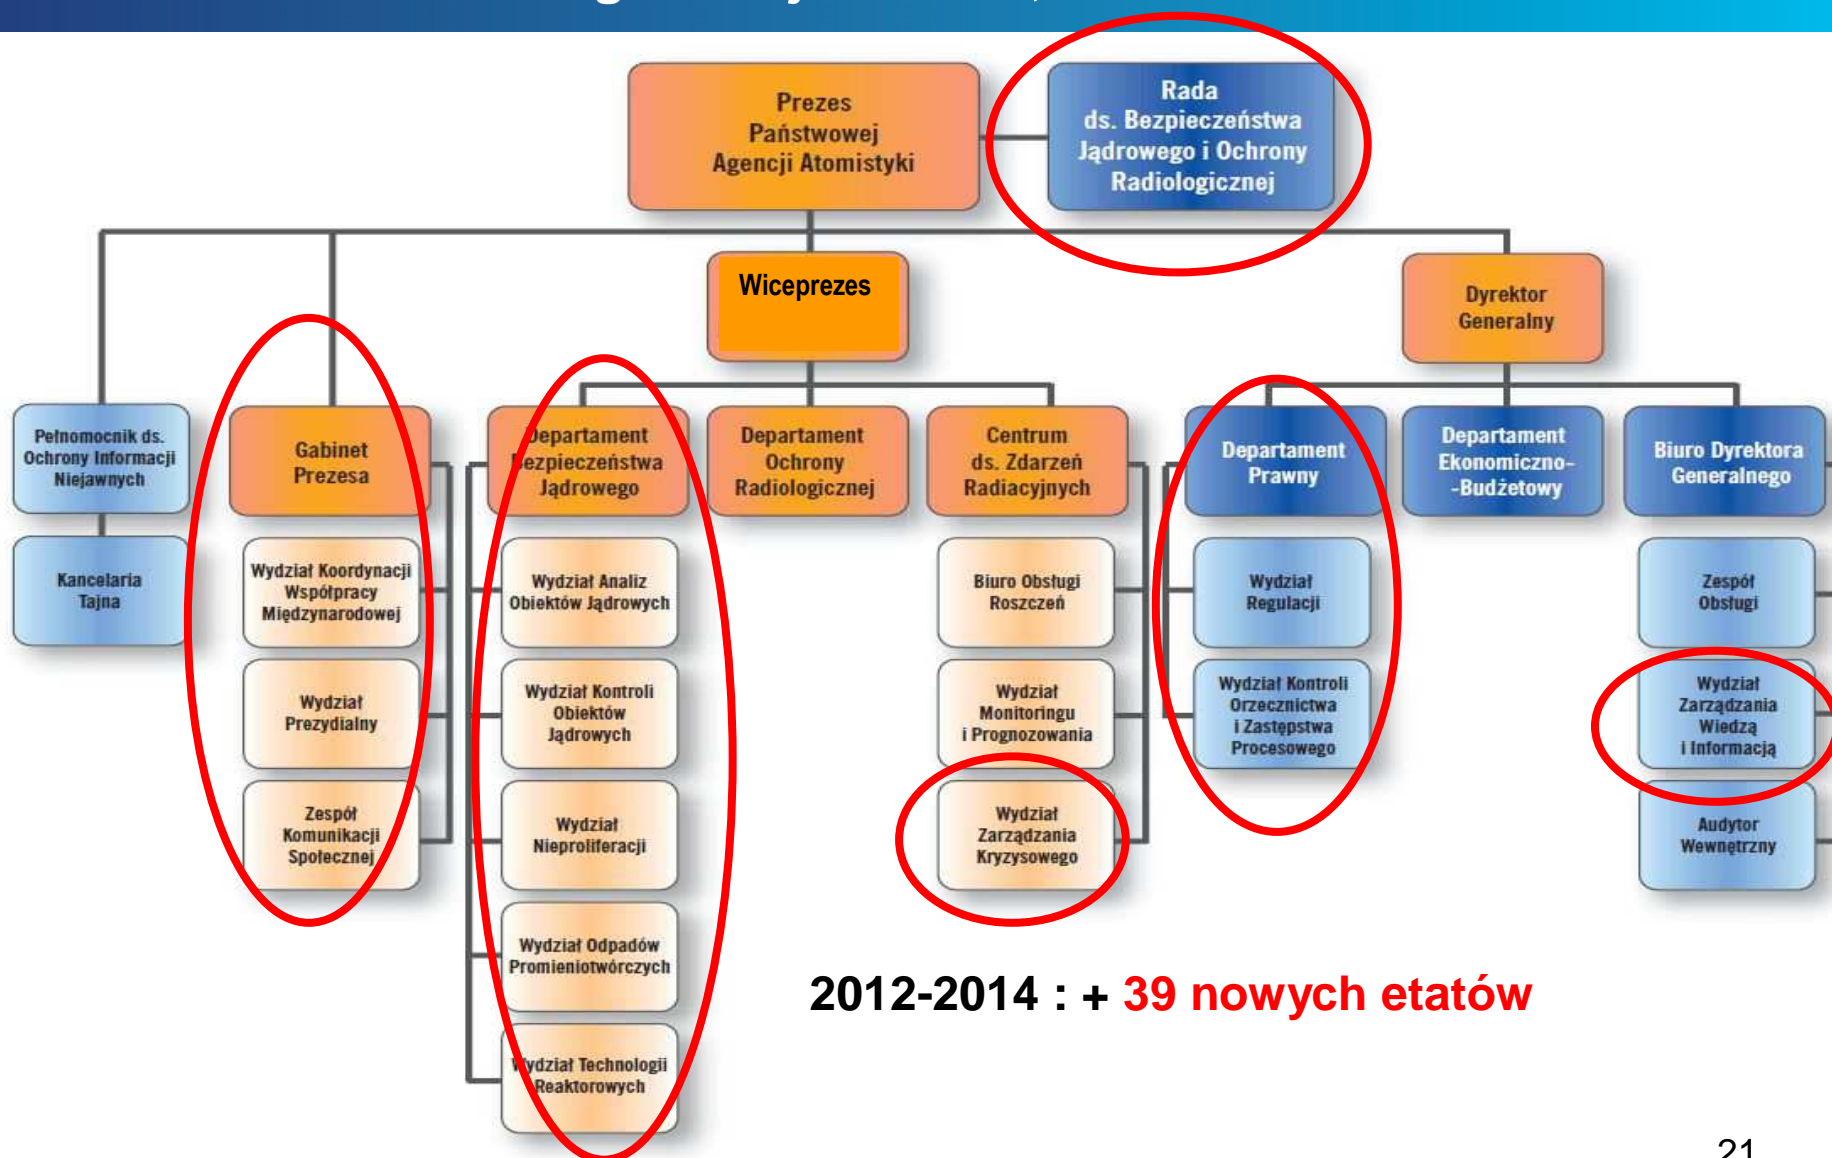 Prezes
Państwowej
Agencji Atomistyki
Rada
ds. Bezpieczeństwa
Jądrowego i Ochrony
Radiologicznej
Wiceprezes
Dyrektor
Generalny
Pełnomocnik ds.
Ochrony Informacji
Niejawnych
Gabinet
Prezesa
Departament
Bezpieczeństwa
Jądrowego
Departament
Ochrony
Radiologicznej
Centrum
ds. Zdarzeń
Radiacyjnych
Departament
Prawny
Departament
Ekonomiczno-
-Budżetowy
Biuro Dyrektora
Generalnego
Kancelaria
Tajna
Wydział Koordynacji
Współpracy
Międzynarodowej
Wydział
Prezydialny
Zespół
Komunikacji
Społecznej
Wydział Analiz
Obiektów Jądrowych
Wydział Kontroli
Obiektów
Jądrowych
Wydział
Nieproliferacji
Wydział Odpadów
Promieniotwórczych
Wydział Technologii
Reaktorowych
Biuro Obsługi
Roszczeń
Wydział
Monitoringu
i Prognozowania
Wydział
Zarządzania
Kryzysowego
Wydział
Regulacji
Wydział Kontroli
Orzecznictwa
i Zastępstwa
Procesowego
Zespół
Obsługi
Wydział
Zarządzania
Wiedzą
i Informacją
Audytor
Wewnętrzny
2012-2014 : + 39 nowych etatów
21